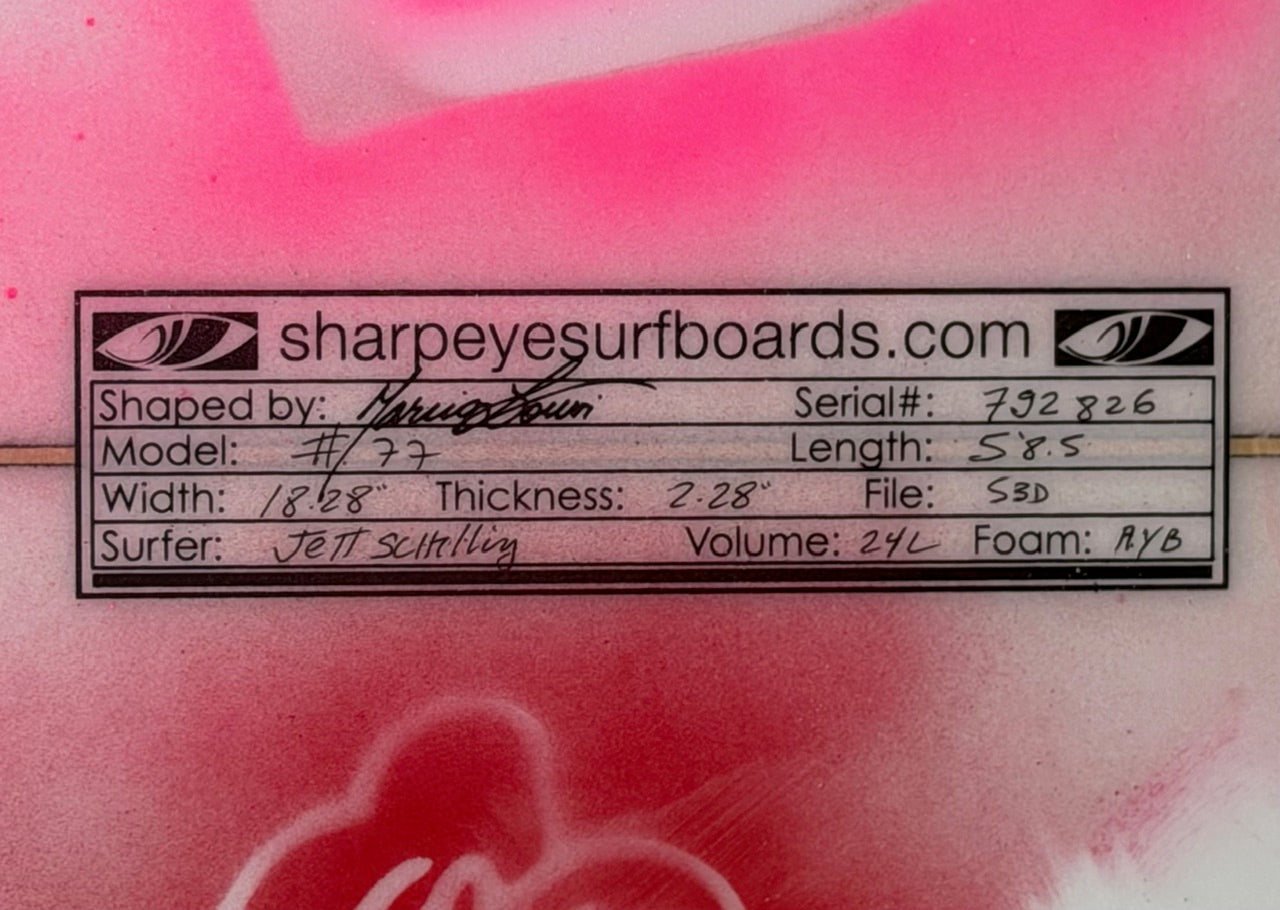 sharpeyesurfboards.com
Shaped by: Serial#: 792826
Model: #77 Length: 5'8.5
Width: 18.28" Thickness: 2.28" File: S3D
Surfer: Jett Schilling Volume: 24L Foam: AYB